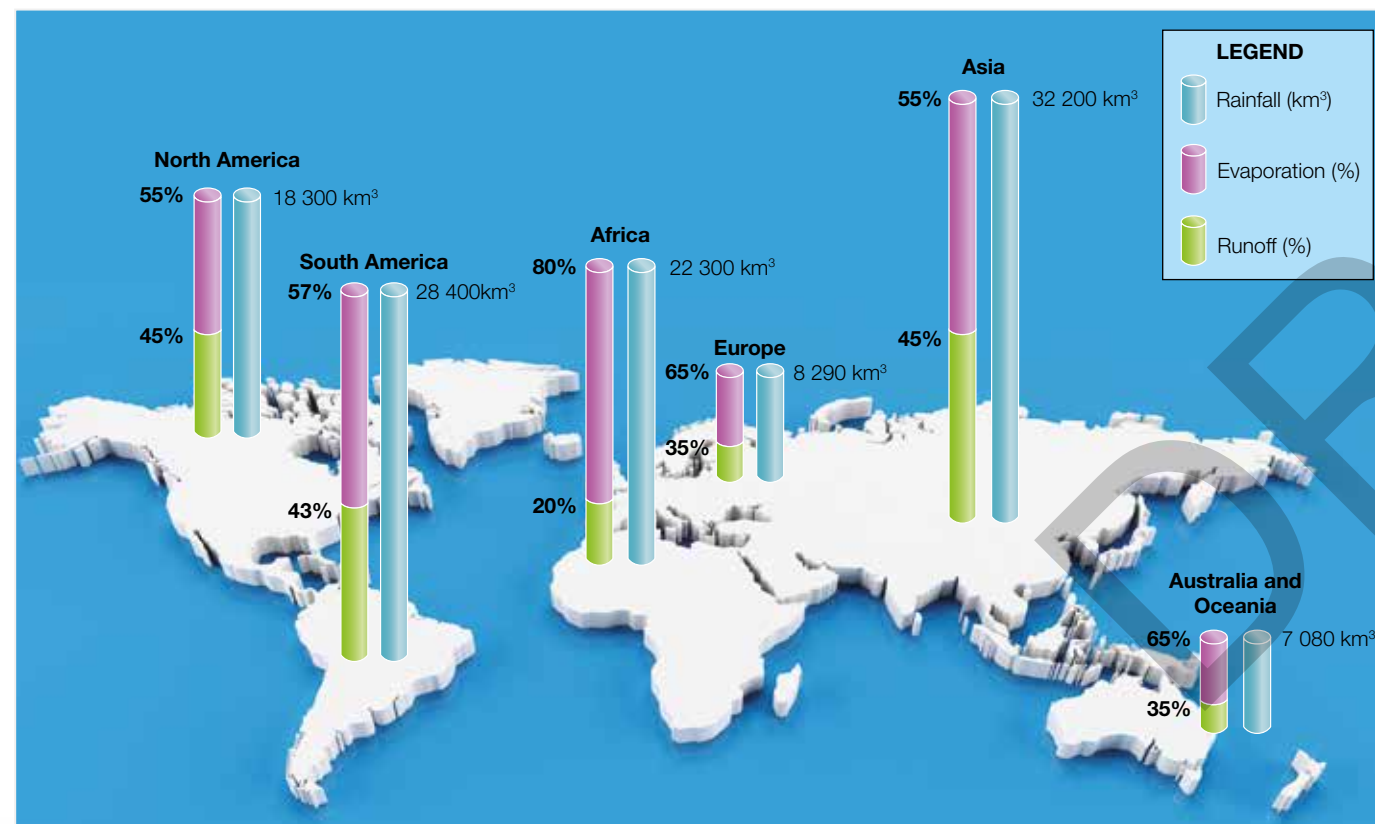 LEGEND
Rainfall (km³)
Evaporation (%)
Runoff (%)
North America
55%
18 300 km³
45%
South America
57%
28 400km³
43%
Africa
80%
22 300 km³
20%
Europe
65%
8 290 km³
35%
Asia
55%
32 200 km³
45%
Australia and
Oceania
65%
7 080 km³
35%